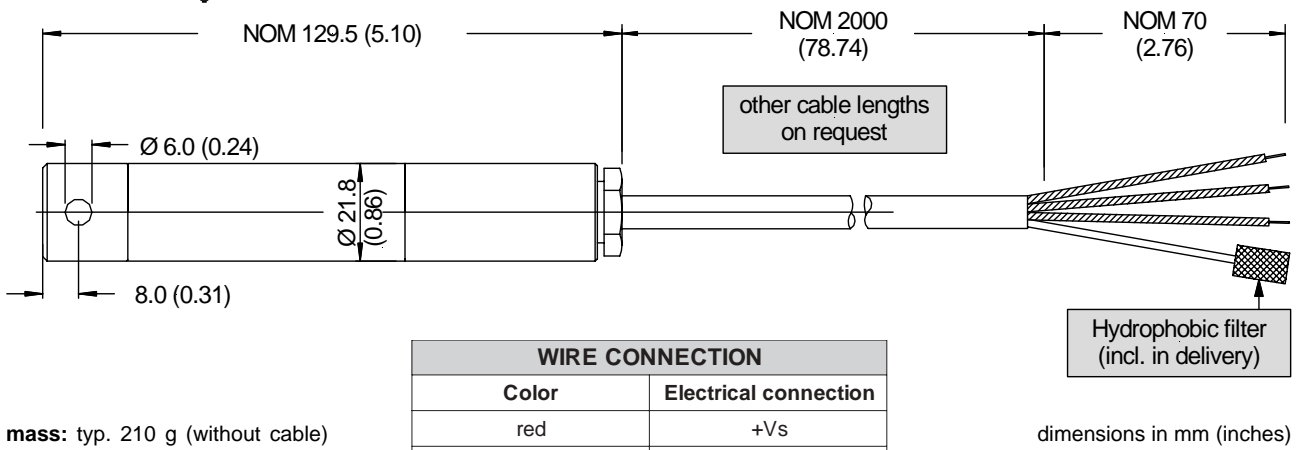 NOM 129.5 (5.10)
NOM 2000
(78.74)
NOM 70
(2.76)
other cable lengths
on request
Ø 6.0 (0.24)
Ø 21.8
(0.86)
8.0 (0.31)
Hydrophobic filter
(incl. in delivery)
WIRE CONNECTION
Color Electrical connection
red +Vs
mass: typ. 210 g (without cable)
dimensions in mm (inches)